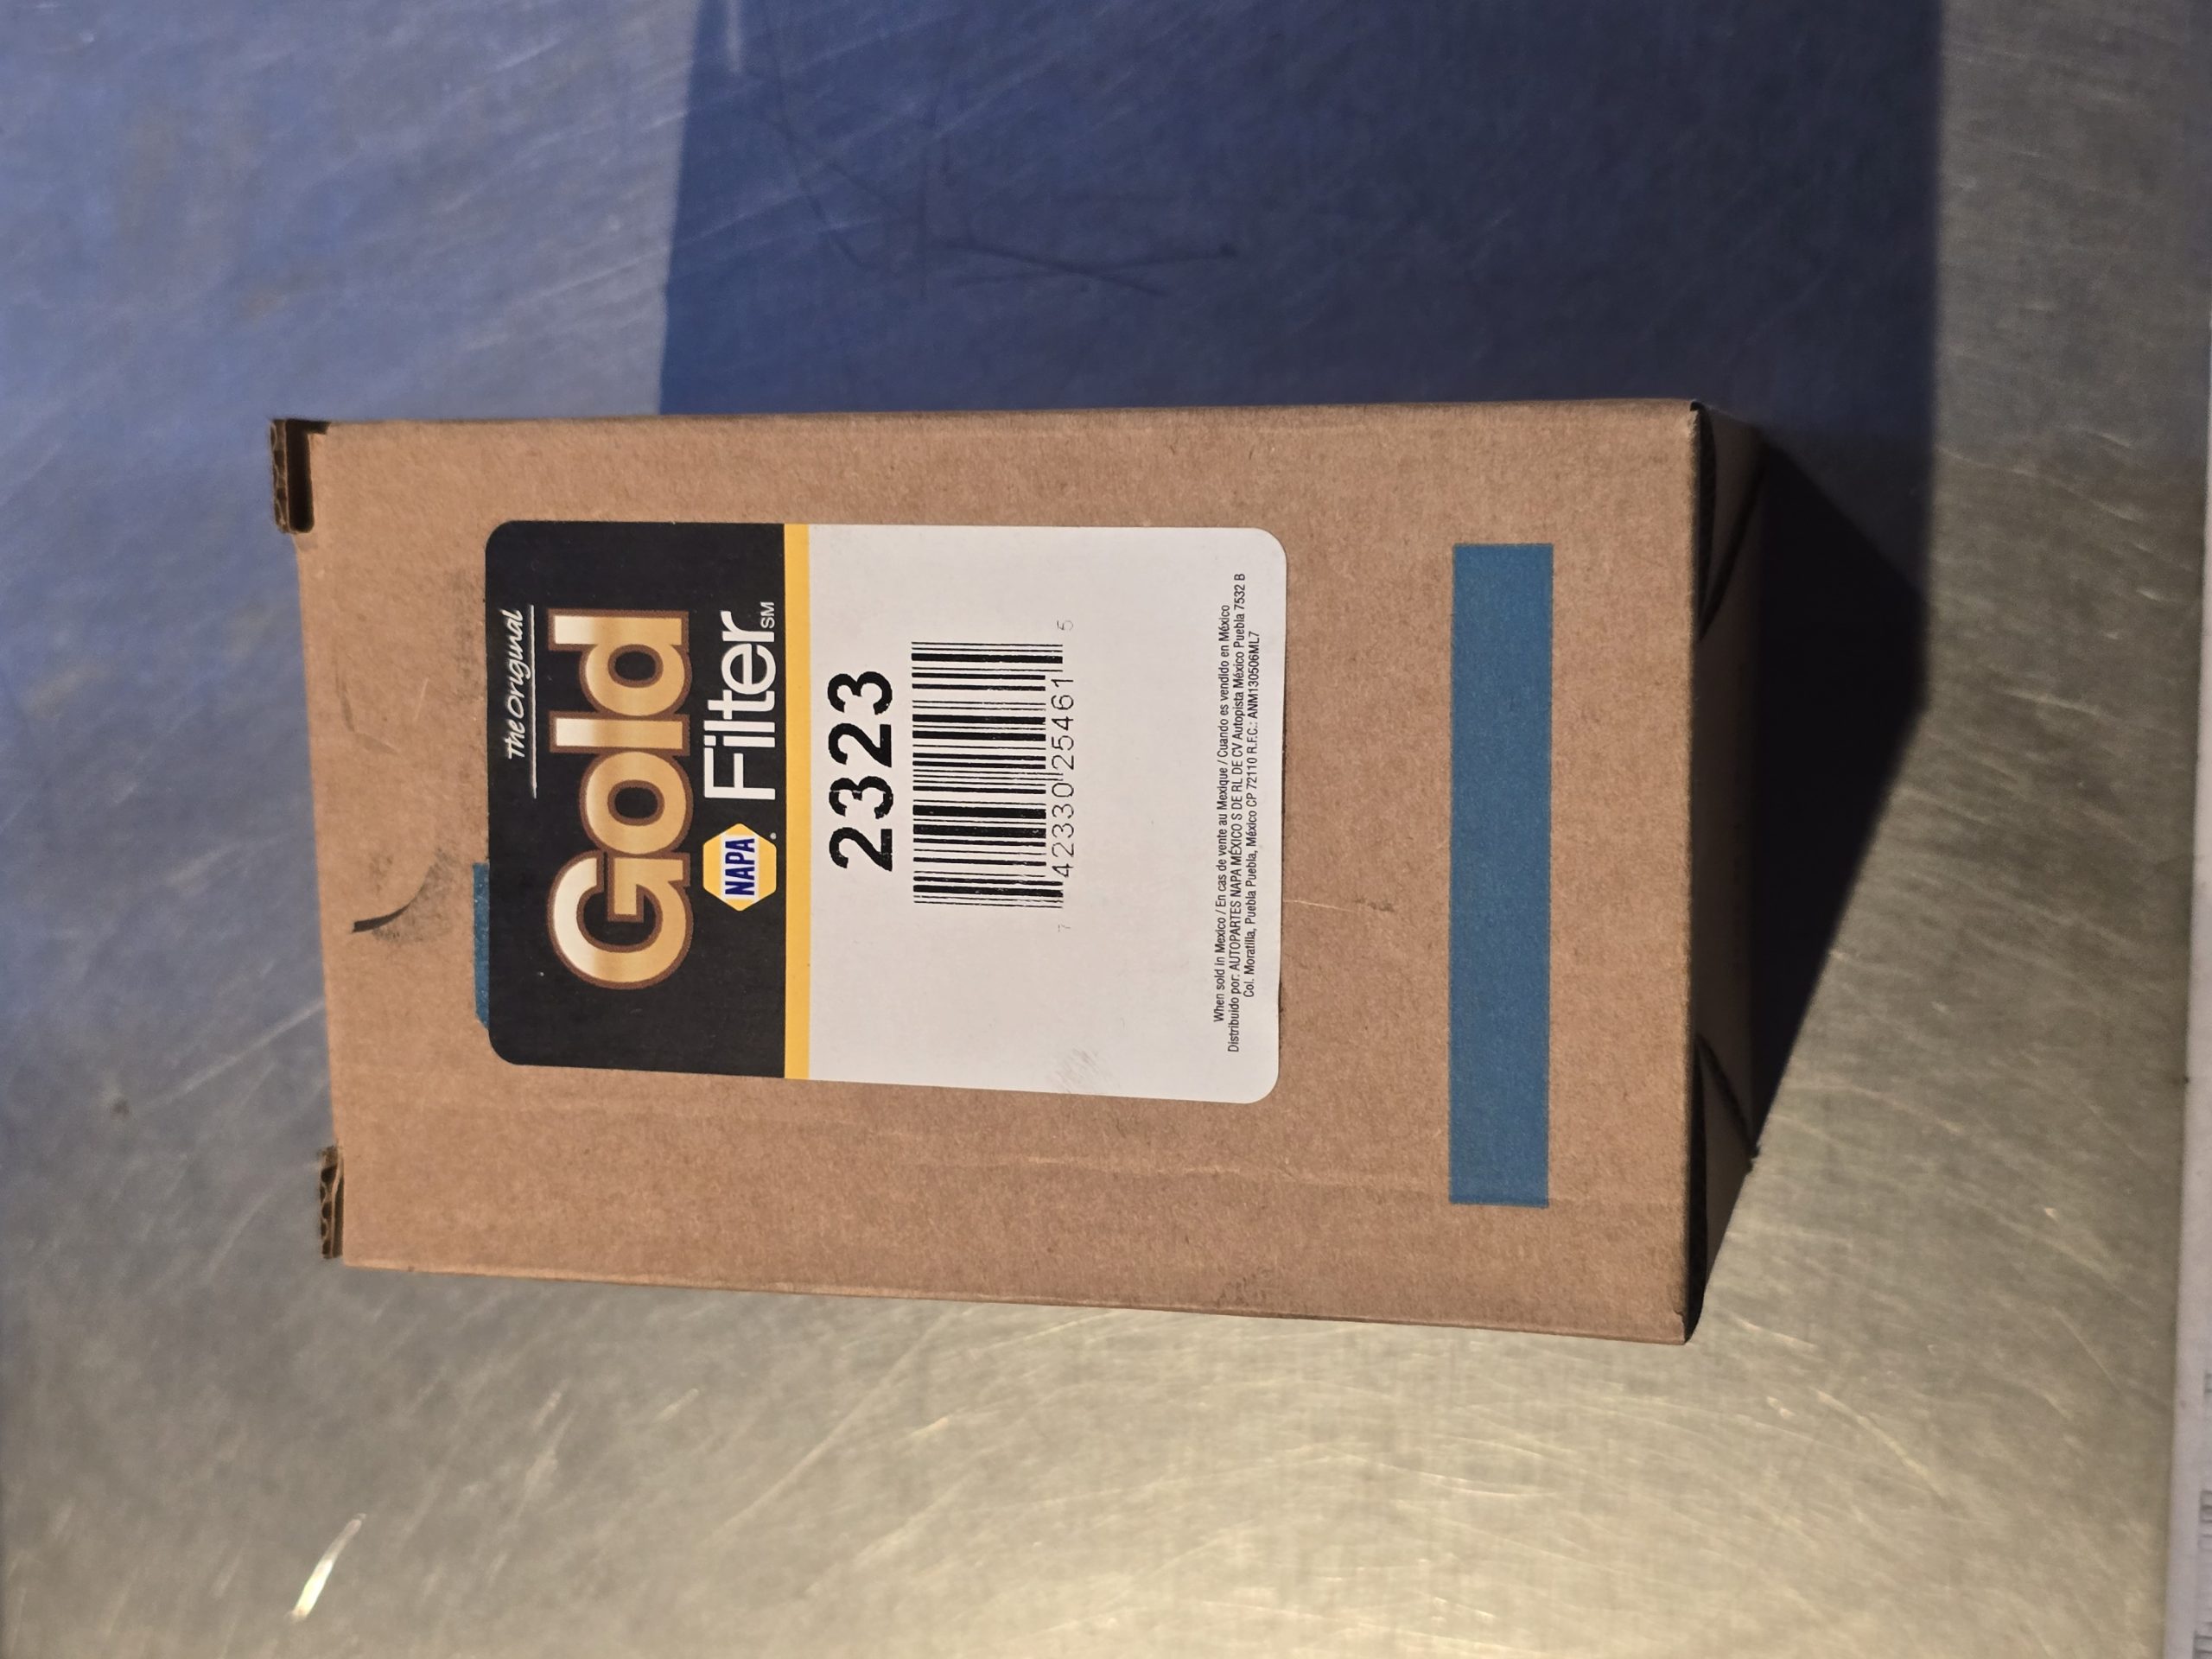 The Original
Gold
NAPA® Filter SM
2323
7 42330 25461 5
When sold in Mexico / En cas de vente au Mexique / Cuando es vendido en México
Distribuido por: AUTOPARTES NAPA MÉXICO S DE RL DE CV Autopista México Puebla 7532 B
Col. Moratilla, Puebla Puebla, México CP 72110 R.F.C.: ANM130506ML7